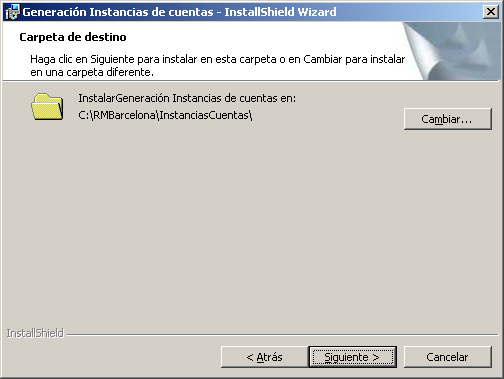 Generación Instancias de cuentas - InstallShield Wizard
Carpeta de destino
Haga clic en Siguiente para instalar en esta carpeta o en Cambiar para instalar
en una carpeta diferente.
InstalarGeneración Instancias de cuentas en:
C:\RMBarcelona\InstanciasCuentas\
Cambiar...
InstallShield
< Atrás
Siguiente >
Cancelar